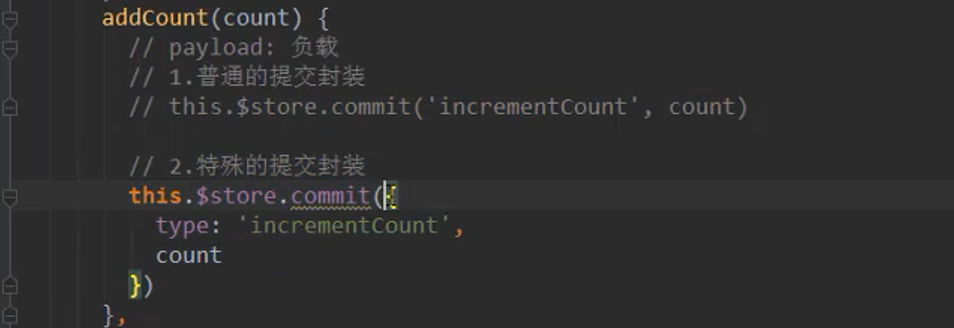 addCount(count) {
// payload: 负载
// 1.普通的提交封装
// this.$store.commit('incrementCount', count)
// 2.特殊的提交封装
this.$store.commit({
type: 'incrementCount',
count
})
},